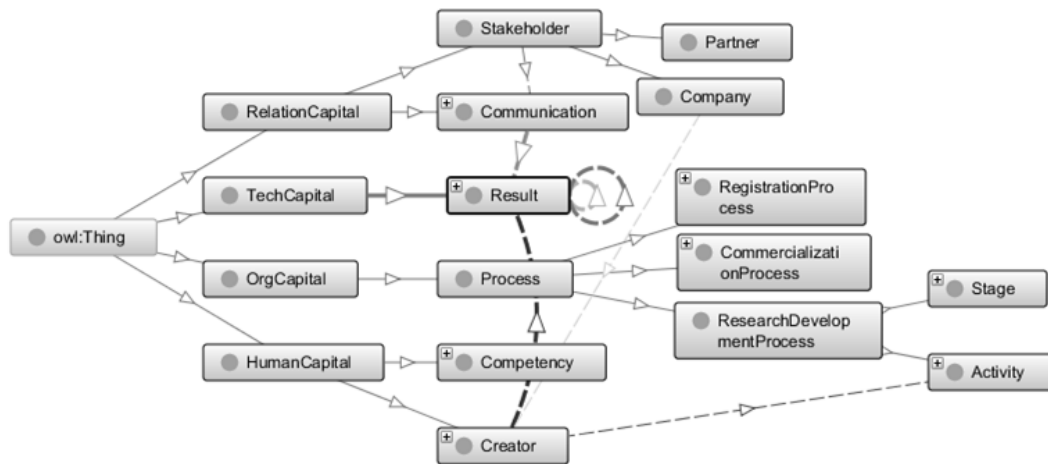 Stakeholder
Partner
Company
RelationCapital
Communication
TechCapital
Result
RegistrationPro
cess
owl:Thing
Commercializati
onProcess
OrgCapital
Process
Stage
ResearchDevelop
mentProcess
HumanCapital
Competency
Activity
Creator